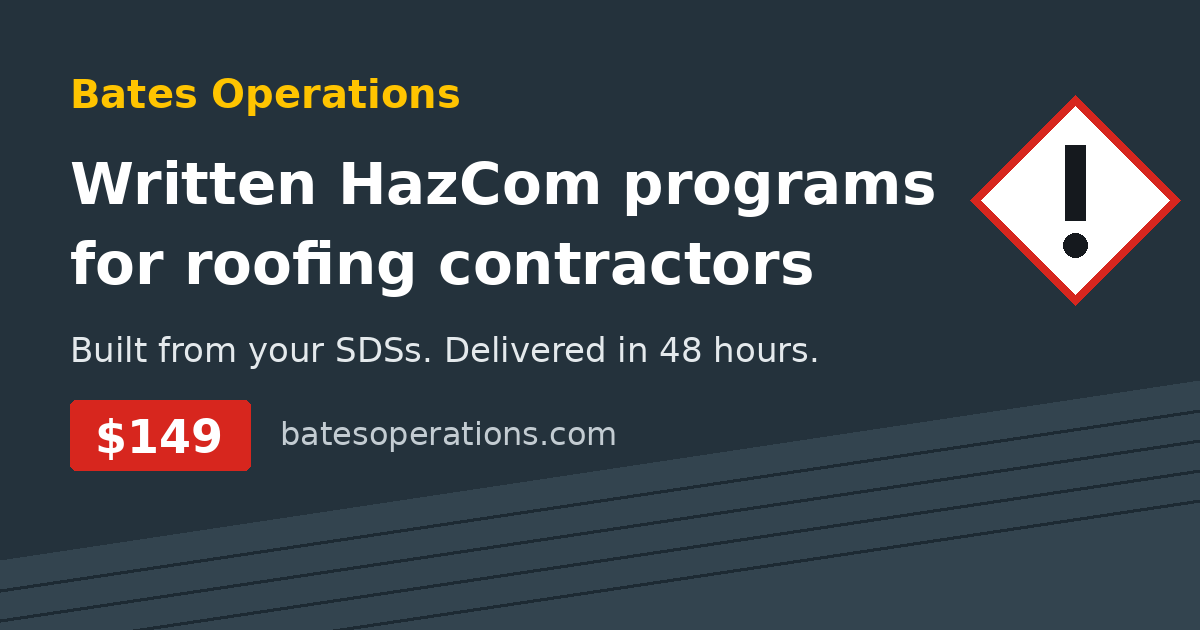 Bates Operations
Written HazCom programs
for roofing contractors
Built from your SDSs. Delivered in 48 hours.
$149
batesoperations.com